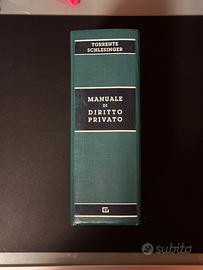 TORRENTE
SCHLESINGER
MANUALE
DI
DIRITTO
PRIVATO
subito